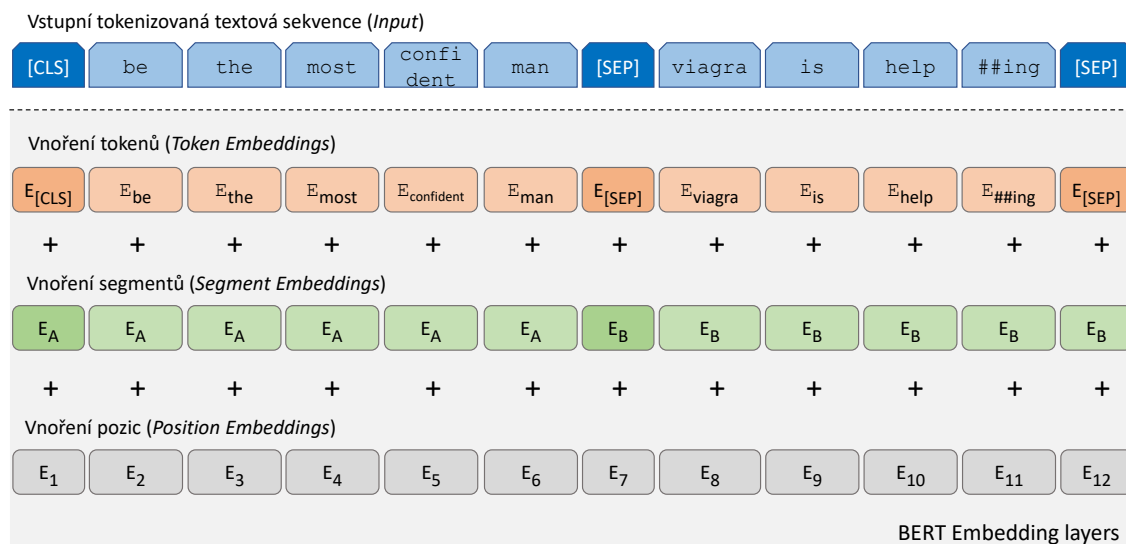 Vstupní tokenizovaná textová sekvence (Input)
[CLS] be the most confi dent man [SEP] viagra is help ##ing [SEP]
Vnoření tokenů (Token Embeddings)
E[CLS] Ebe Ethe Emost Econfident Eman E[SEP] Eviagra Eis Ehelp E##ing E[SEP]
+ + + + + + + + + + + +
Vnoření segmentů (Segment Embeddings)
EA EA EA EA EA EA EB EB EB EB EB EB
+ + + + + + + + + + + +
Vnoření pozic (Position Embeddings)
E1 E2 E3 E4 E5 E6 E7 E8 E9 E10 E11 E12
BERT Embedding layers